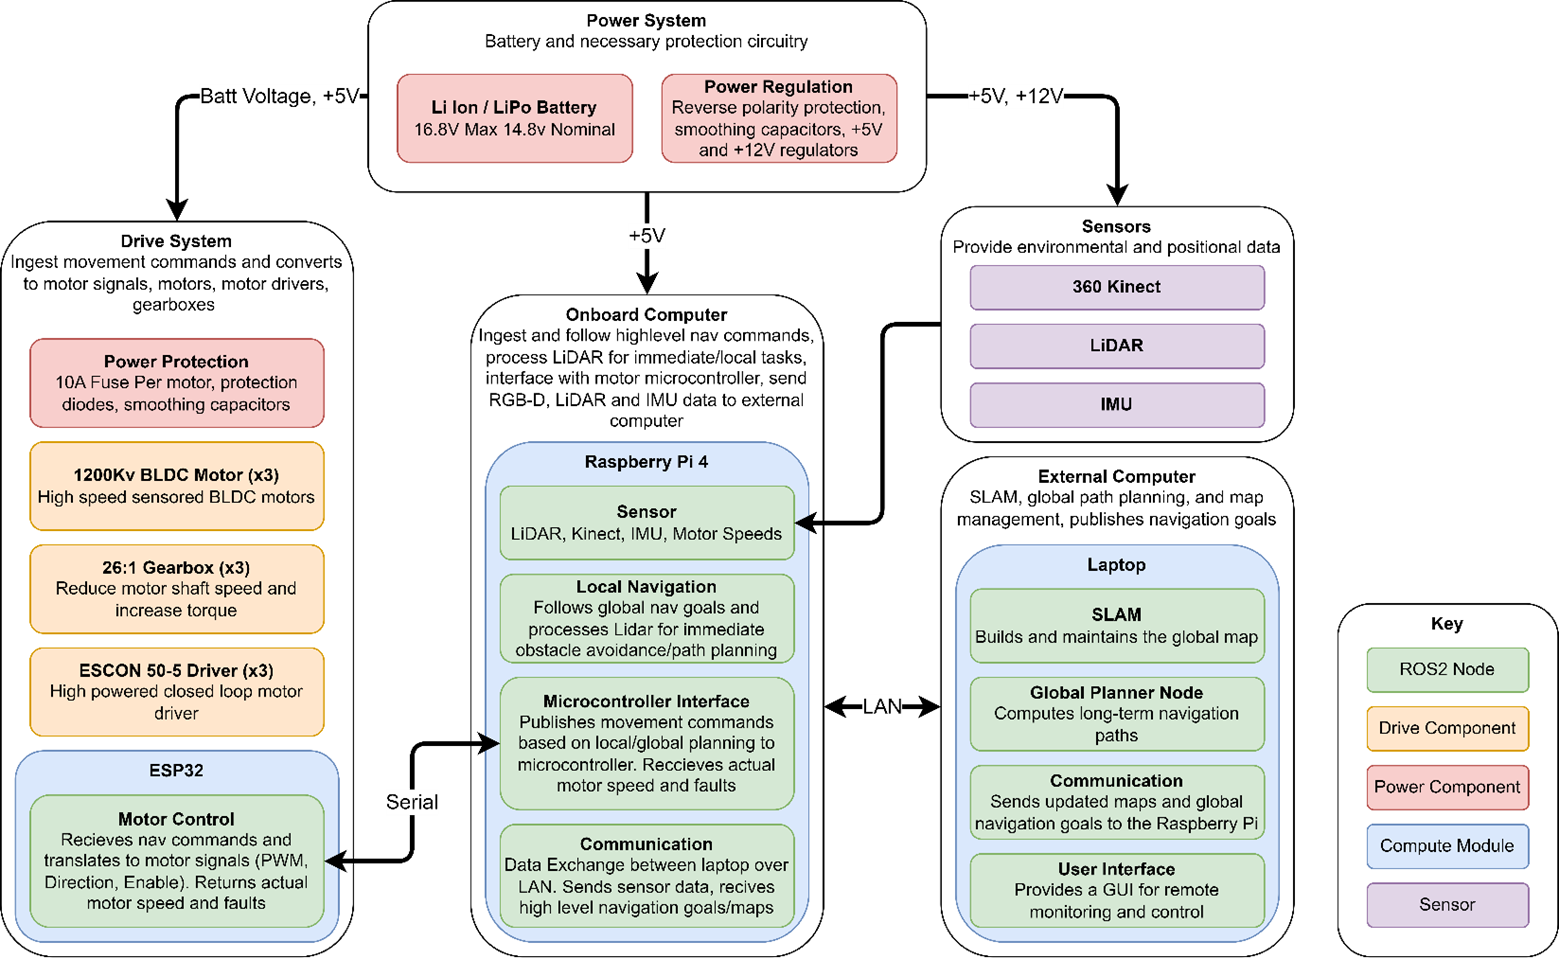 Power System
Battery and necessary protection circuitry
Li Ion / LiPo Battery
16.8V Max 14.8v Nominal
Power Regulation
Reverse polarity protection,
smoothing capacitors, +5V
and +12V regulators
Batt Voltage, +5V
+5V, +12V
+5V
Drive System
Ingest movement commands and converts
to motor signals, motors, motor drivers,
gearboxes
Power Protection
10A Fuse Per motor, protection
diodes, smoothing capacitors
1200Kv BLDC Motor (x3)
High speed sensored BLDC motors
26:1 Gearbox (x3)
Reduce motor shaft speed and
increase torque
ESCON 50-5 Driver (x3)
High powered closed loop motor
driver
ESP32
Motor Control
Recieves nav commands and
translates to motor signals (PWM,
Direction, Enable). Returns actual
motor speed and faults
Serial
Onboard Computer
Ingest and follow highlevel nav commands,
process LiDAR for immediate/local tasks,
interface with motor microcontroller, send
RGB-D, LiDAR and IMU data to external
computer
Raspberry Pi 4
Sensor
LiDAR, Kinect, IMU, Motor Speeds
Local Navigation
Follows global nav goals and
processes Lidar for immediate
obstacle avoidance/path planning
Microcontroller Interface
Publishes movement commands
based on local/global planning to
microcontroller. Reccieves actual
motor speed and faults
Communication
Data Exchange between laptop over
LAN. Sends sensor data, recives
high level navigation goals/maps
LAN
Sensors
Provide environmental and positional data
360 Kinect
LiDAR
IMU
External Computer
SLAM, global path planning, and map
management, publishes navigation goals
Laptop
SLAM
Builds and maintains the global map
Global Planner Node
Computes long-term navigation
paths
Communication
Sends updated maps and global
navigation goals to the Raspberry Pi
User Interface
Provides a GUI for remote
monitoring and control
Key
ROS2 Node
Drive Component
Power Component
Compute Module
Sensor